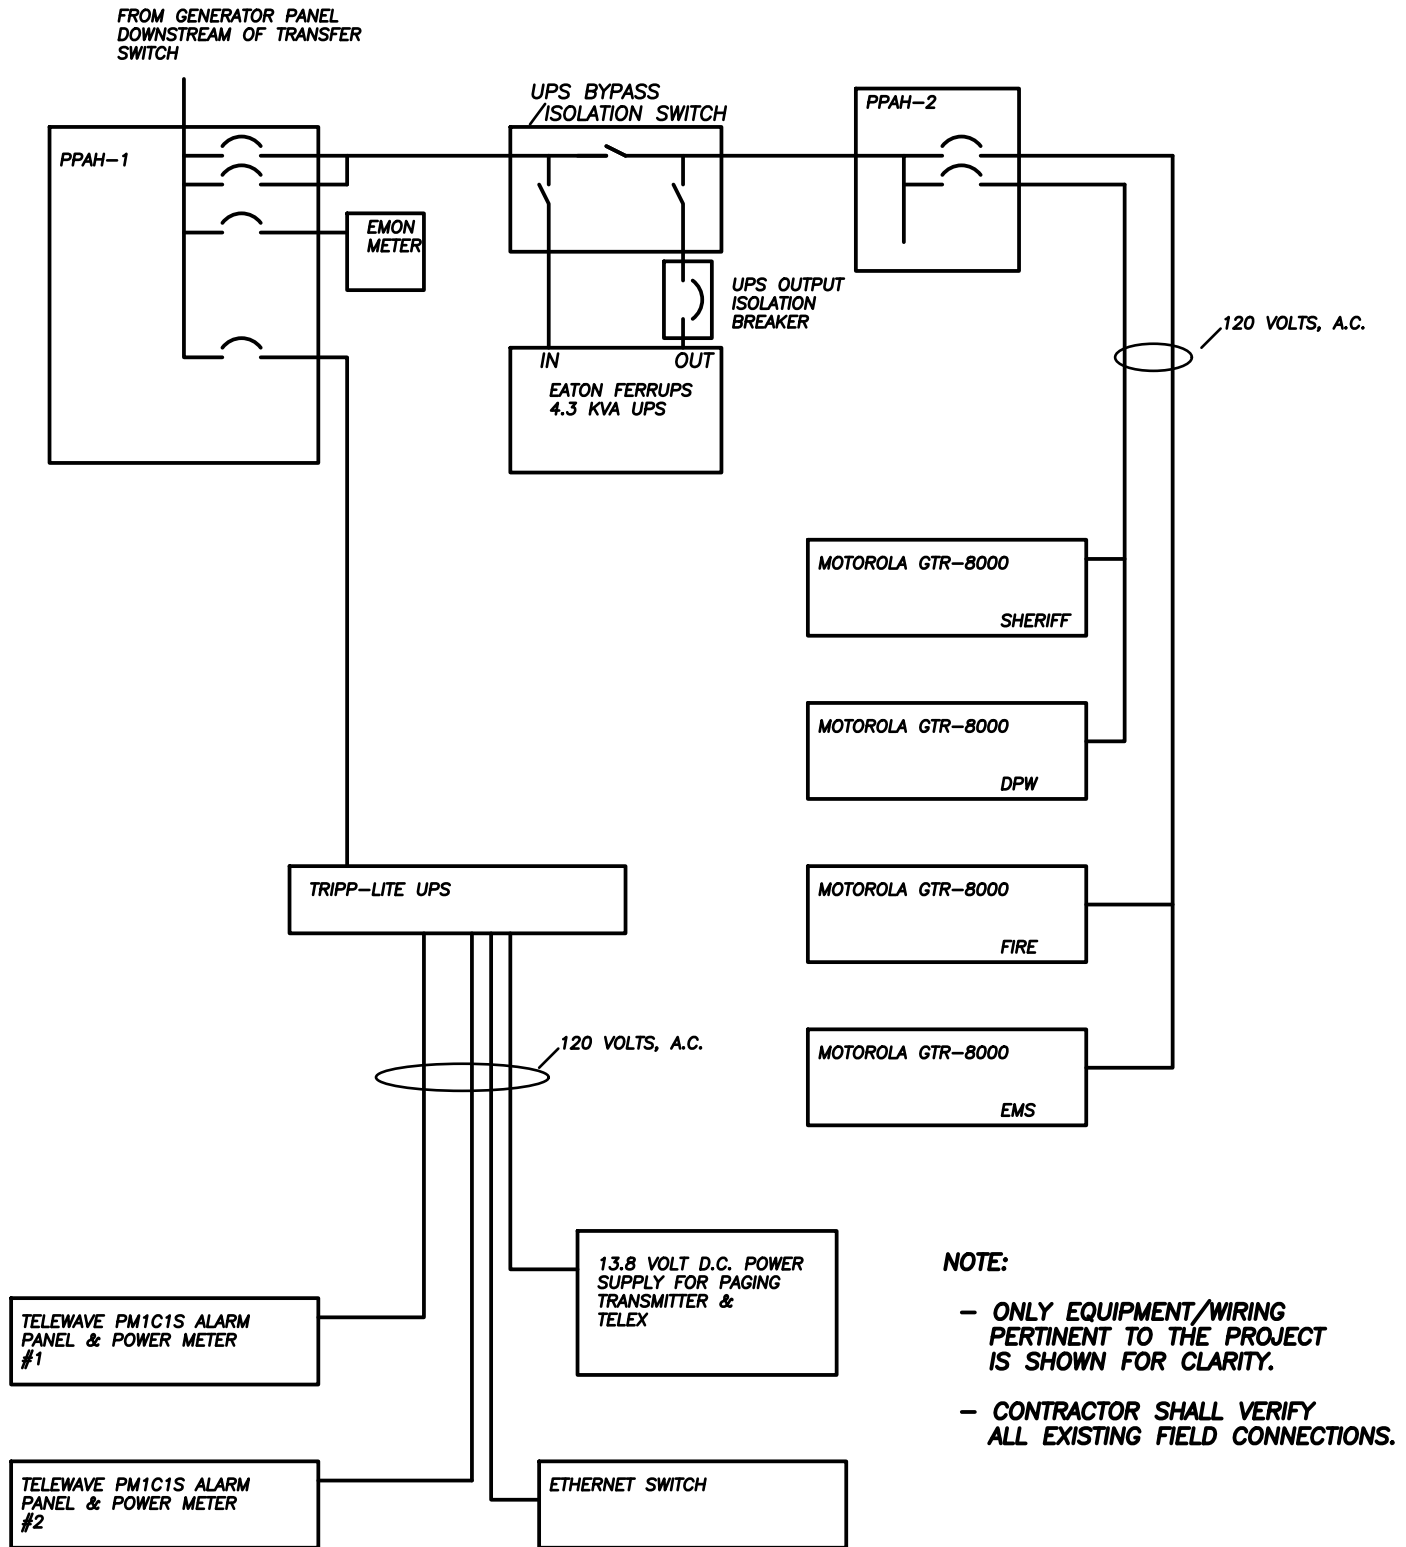 FROM GENERATOR PANEL
DOWNSTREAM OF TRANSFER
SWITCH
UPS BYPASS
/ISOLATION SWITCH
PPAH-2
PPAH-1
EMON
METER
UPS OUTPUT
ISOLATION
BREAKER
120 VOLTS, A.C.
IN
OUT
EATON FERRUPS
4.3 KVA UPS
MOTOROLA GTR-8000
SHERIFF
MOTOROLA GTR-8000
DPW
TRIPP-LITE UPS
MOTOROLA GTR-8000
FIRE
120 VOLTS, A.C.
MOTOROLA GTR-8000
EMS
13.8 VOLT D.C. POWER
SUPPLY FOR PAGING
TRANSMITTER &
TELEX
TELEWAVE PM1C1S ALARM
PANEL & POWER METER
#1
TELEWAVE PM1C1S ALARM
PANEL & POWER METER
#2
ETHERNET SWITCH
NOTE:
- ONLY EQUIPMENT/WIRING
PERTINENT TO THE PROJECT
IS SHOWN FOR CLARITY.
- CONTRACTOR SHALL VERIFY
ALL EXISTING FIELD CONNECTIONS.